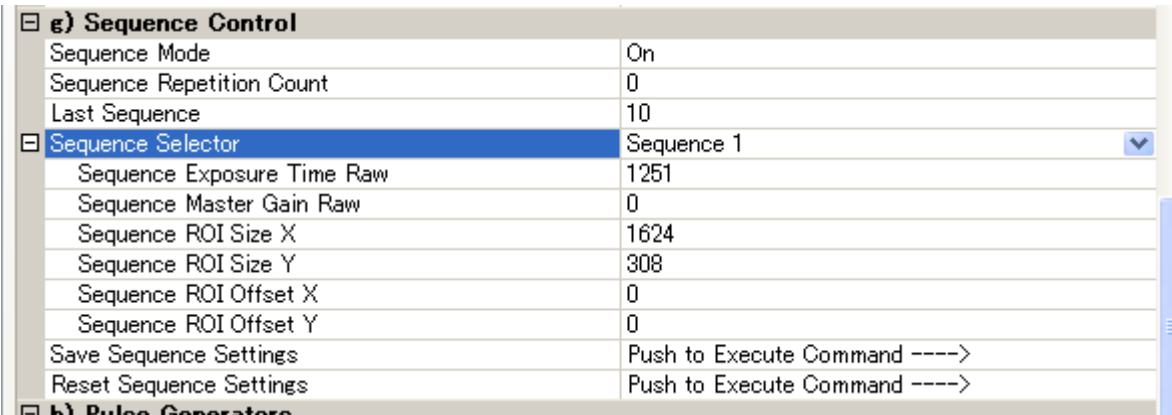 g) Sequence Control
Sequence Mode On
Sequence Repetition Count 0
Last Sequence 10
Sequence Selector Sequence 1
Sequence Exposure Time Raw 1251
Sequence Master Gain Raw 0
Sequence ROI Size X 1624
Sequence ROI Size Y 308
Sequence ROI Offset X 0
Sequence ROI Offset Y 0
Save Sequence Settings Push to Execute Command ---->
Reset Sequence Settings Push to Execute Command ---->
h) Pulse Generators